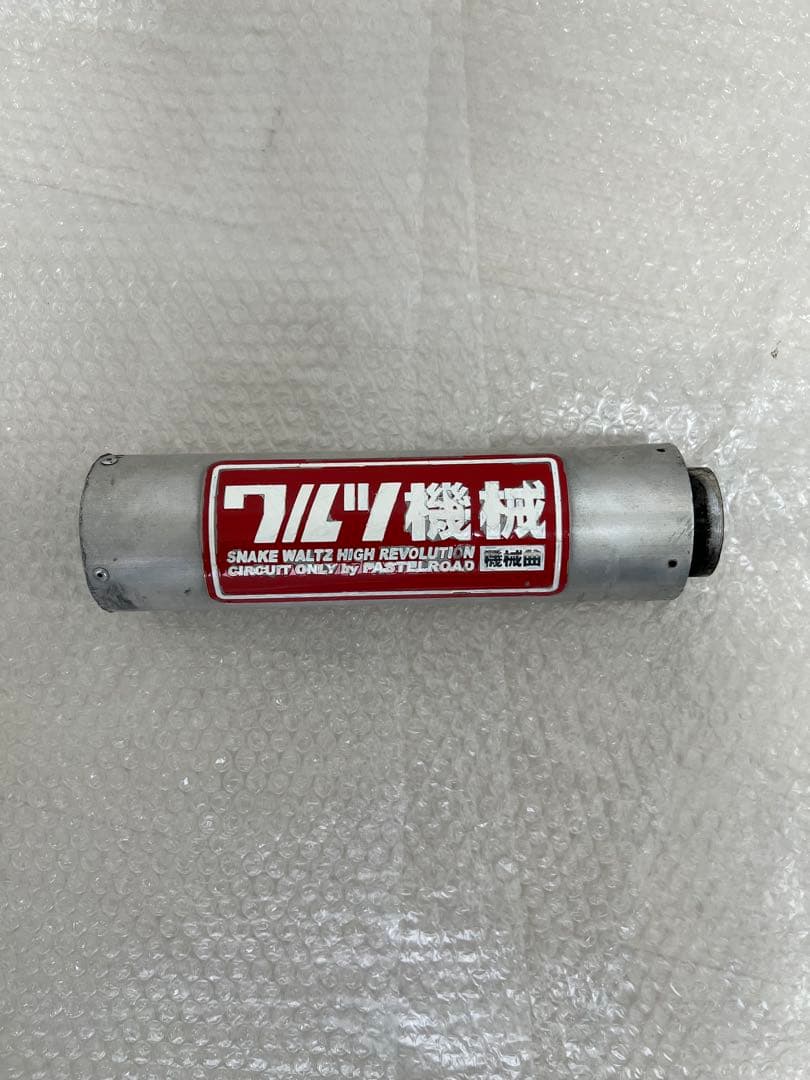 ワルツ機械
SNAKE WALTZ HIGH REVOLUTION
CIRCUIT ONLY by PASTELROAD
機械曲